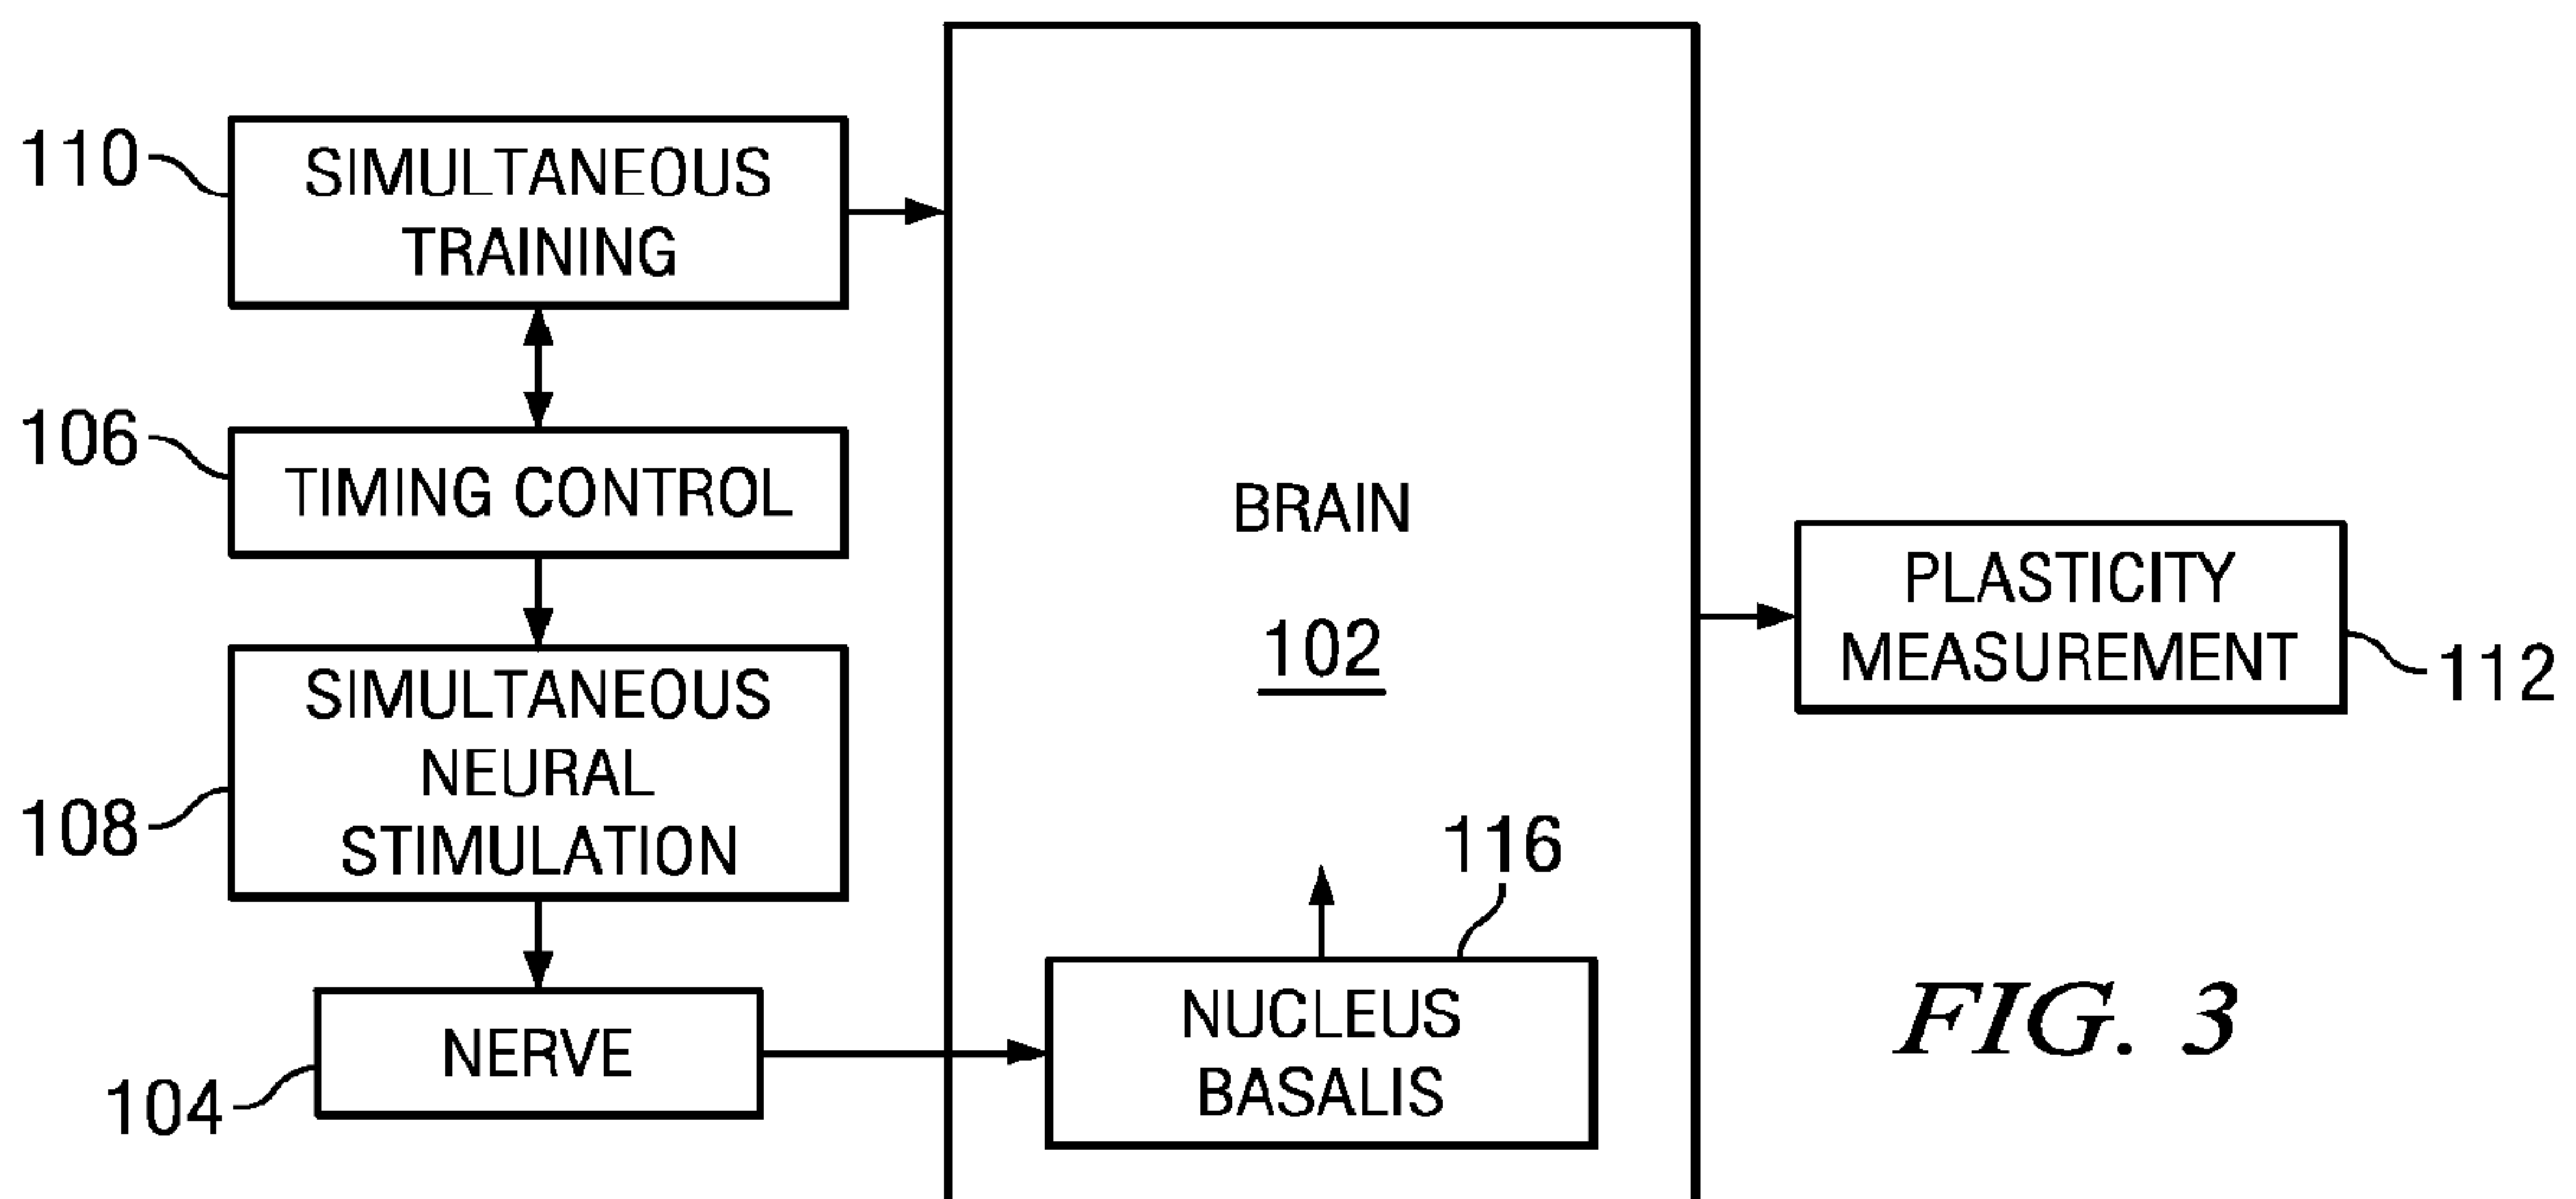 110
SIMULTANEOUS
TRAINING
106
TIMING CONTROL
108
SIMULTANEOUS
NEURAL
STIMULATION
104
NERVE
BRAIN
102
116
NUCLEUS
BASALIS
PLASTICITY
MEASUREMENT
112
FIG. 3